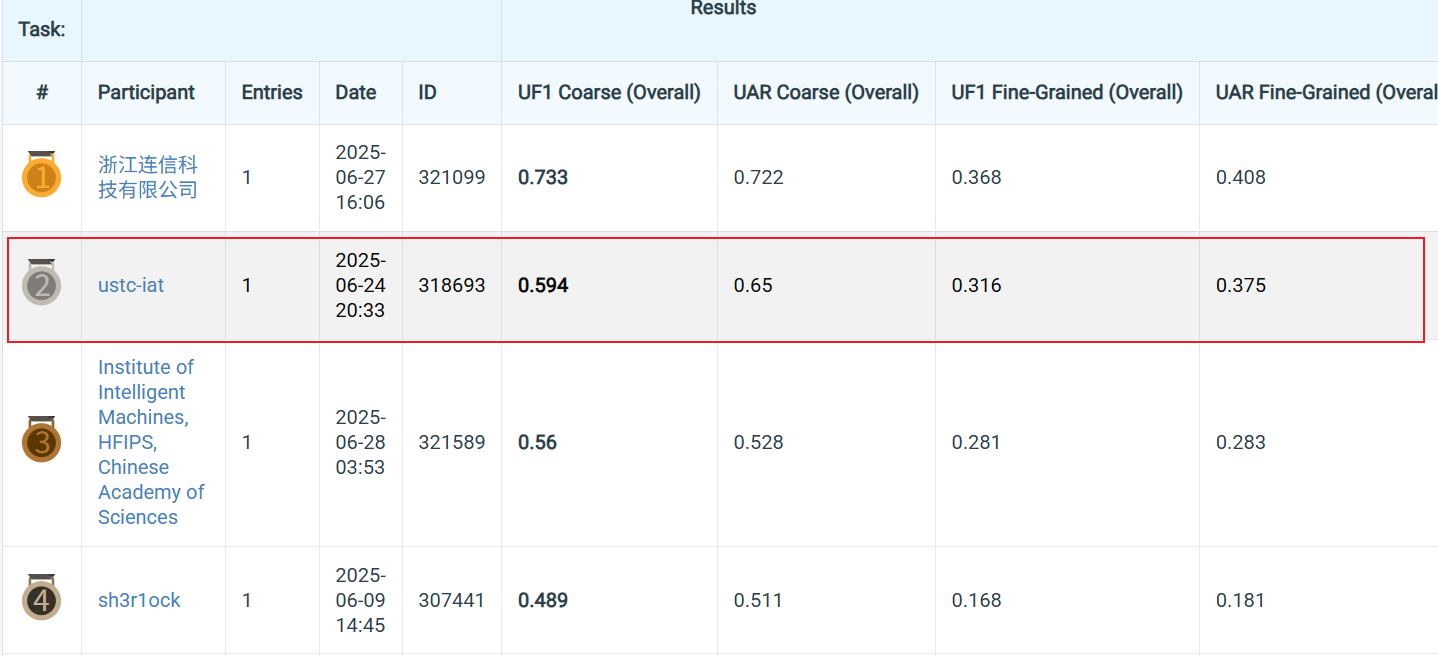 Results
Task:
# Participant Entries Date ID UF1 Coarse (Overall) UAR Coarse (Overall) UF1 Fine-Grained (Overall) UAR Fine-Grained (Overal
1 浙江连信科 1 2025- 321099 0.733 0.722 0.368 0.408
技有限公司 06-27
16:06
2 ustc-iat 1 2025- 318693 0.594 0.65 0.316 0.375
06-24
20:33
3 Institute of
Intelligent
Machines,
HFIPS,
Chinese
Academy of
Sciences
1 2025- 321589 0.56 0.528 0.281 0.283
06-28
03:53
4 sh3r1ock 1 2025- 307441 0.489 0.511 0.168 0.181
06-09
14:45